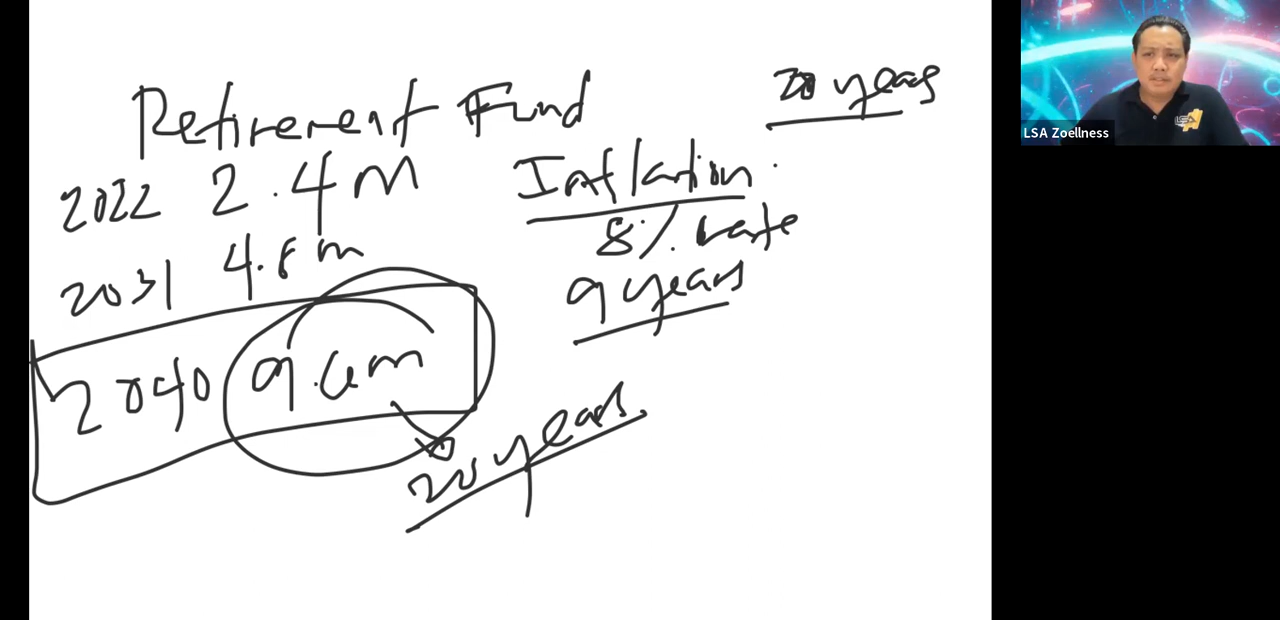 Retirement Fund
20 years
2022 2.4m
Inflation
8% rate
2031 4.8m
9 years
2040 9.6m
20 years
LSA Zoellness
LSA